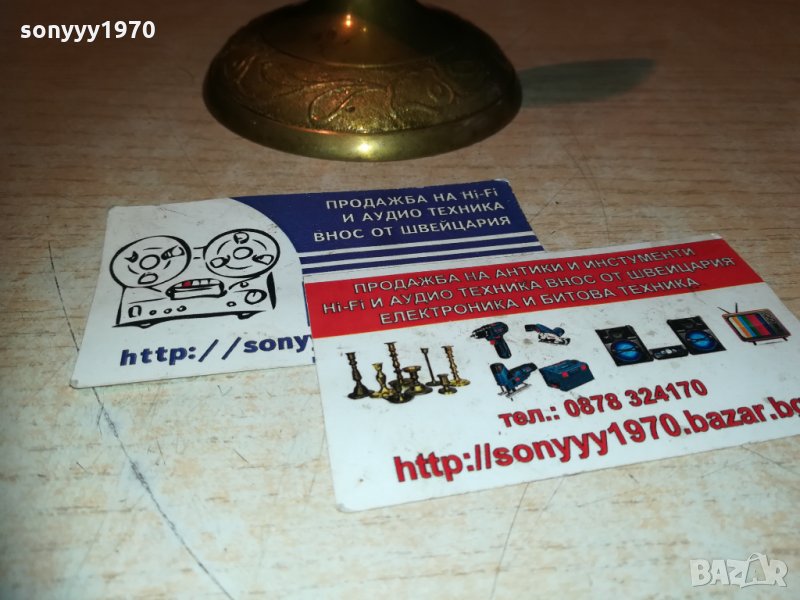 sonyyy1970
ПРОДАЖБА НА Hi-Fi
И АУДИО ТЕХНИКА
ВНОС ОТ ШВЕЙЦАРИЯ
http://sony
ПРОДАЖБА НА АНТИКИ И ИНСТУМЕНТИ
Hi-Fi И АУДИО ТЕХНИКА ВНОС ОТ ШВЕИЦАРИЯ
ЕЛЕКТРОНИКА И БИТОВА ТЕХНИКА
тел.: 0878 324170
http://sonyyy1970.bazar.bg
BAZAR